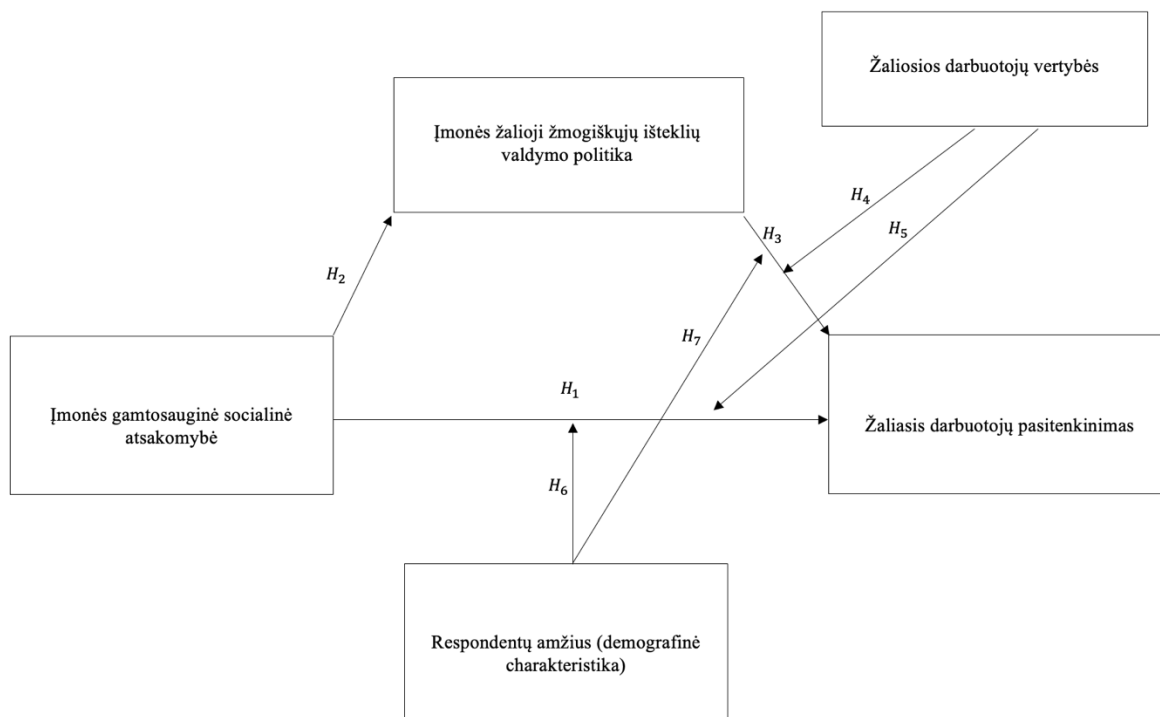 Žaliosios darbuotojų vertybės
Įmonės žalioji žmogiškųjų išteklių
valdymo politika
H₄
H₃
H₅
H₂
H₇
H₁
Įmonės gamtosauginė socialinė
atsakomybė
Žaliasis darbuotojų pasitenkinimas
H₆
Respondentų amžius (demografinė
charakteristika)